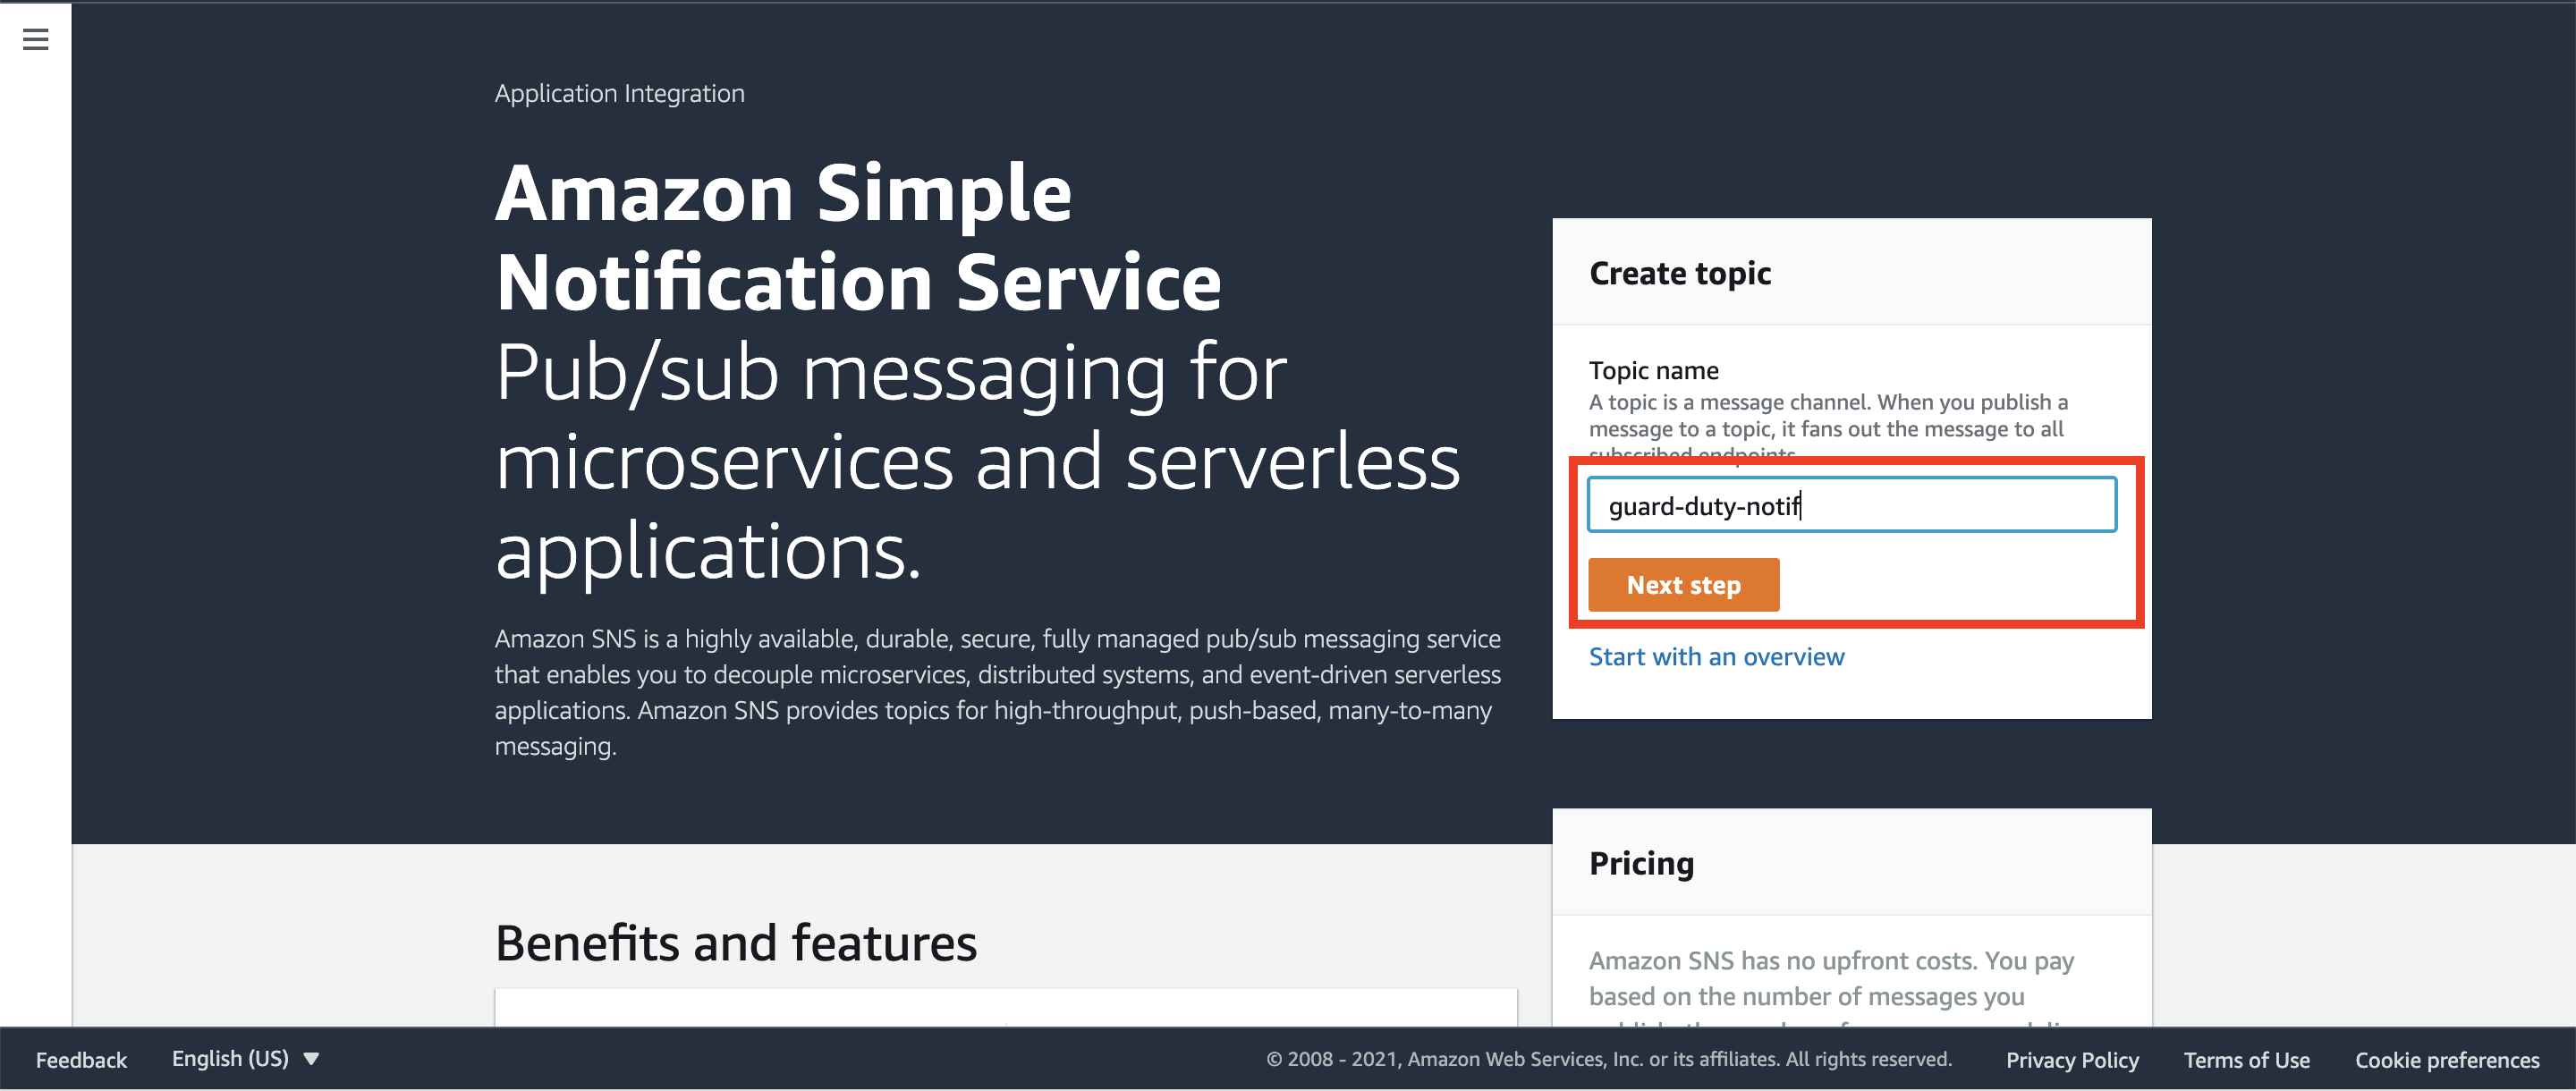 Application Integration
Amazon Simple
Notification Service
Pub/sub messaging for
microservices and serverless
applications.
Amazon SNS is a highly available, durable, secure, fully managed pub/sub messaging service
that enables you to decouple microservices, distributed systems, and event-driven serverless
applications. Amazon SNS provides topics for high-throughput, push-based, many-to-many
messaging.
Create topic
Topic name
A topic is a message channel. When you publish a
message to a topic, it fans out the message to all
subscribed endpoints.
guard-duty-notif
Next step
Start with an overview
Pricing
Amazon SNS has no upfront costs. You pay
based on the number of messages you
Benefits and features
Feedback
English (US)
© 2008 - 2021, Amazon Web Services, Inc. or its affiliates. All rights reserved.
Privacy Policy
Terms of Use
Cookie preferences